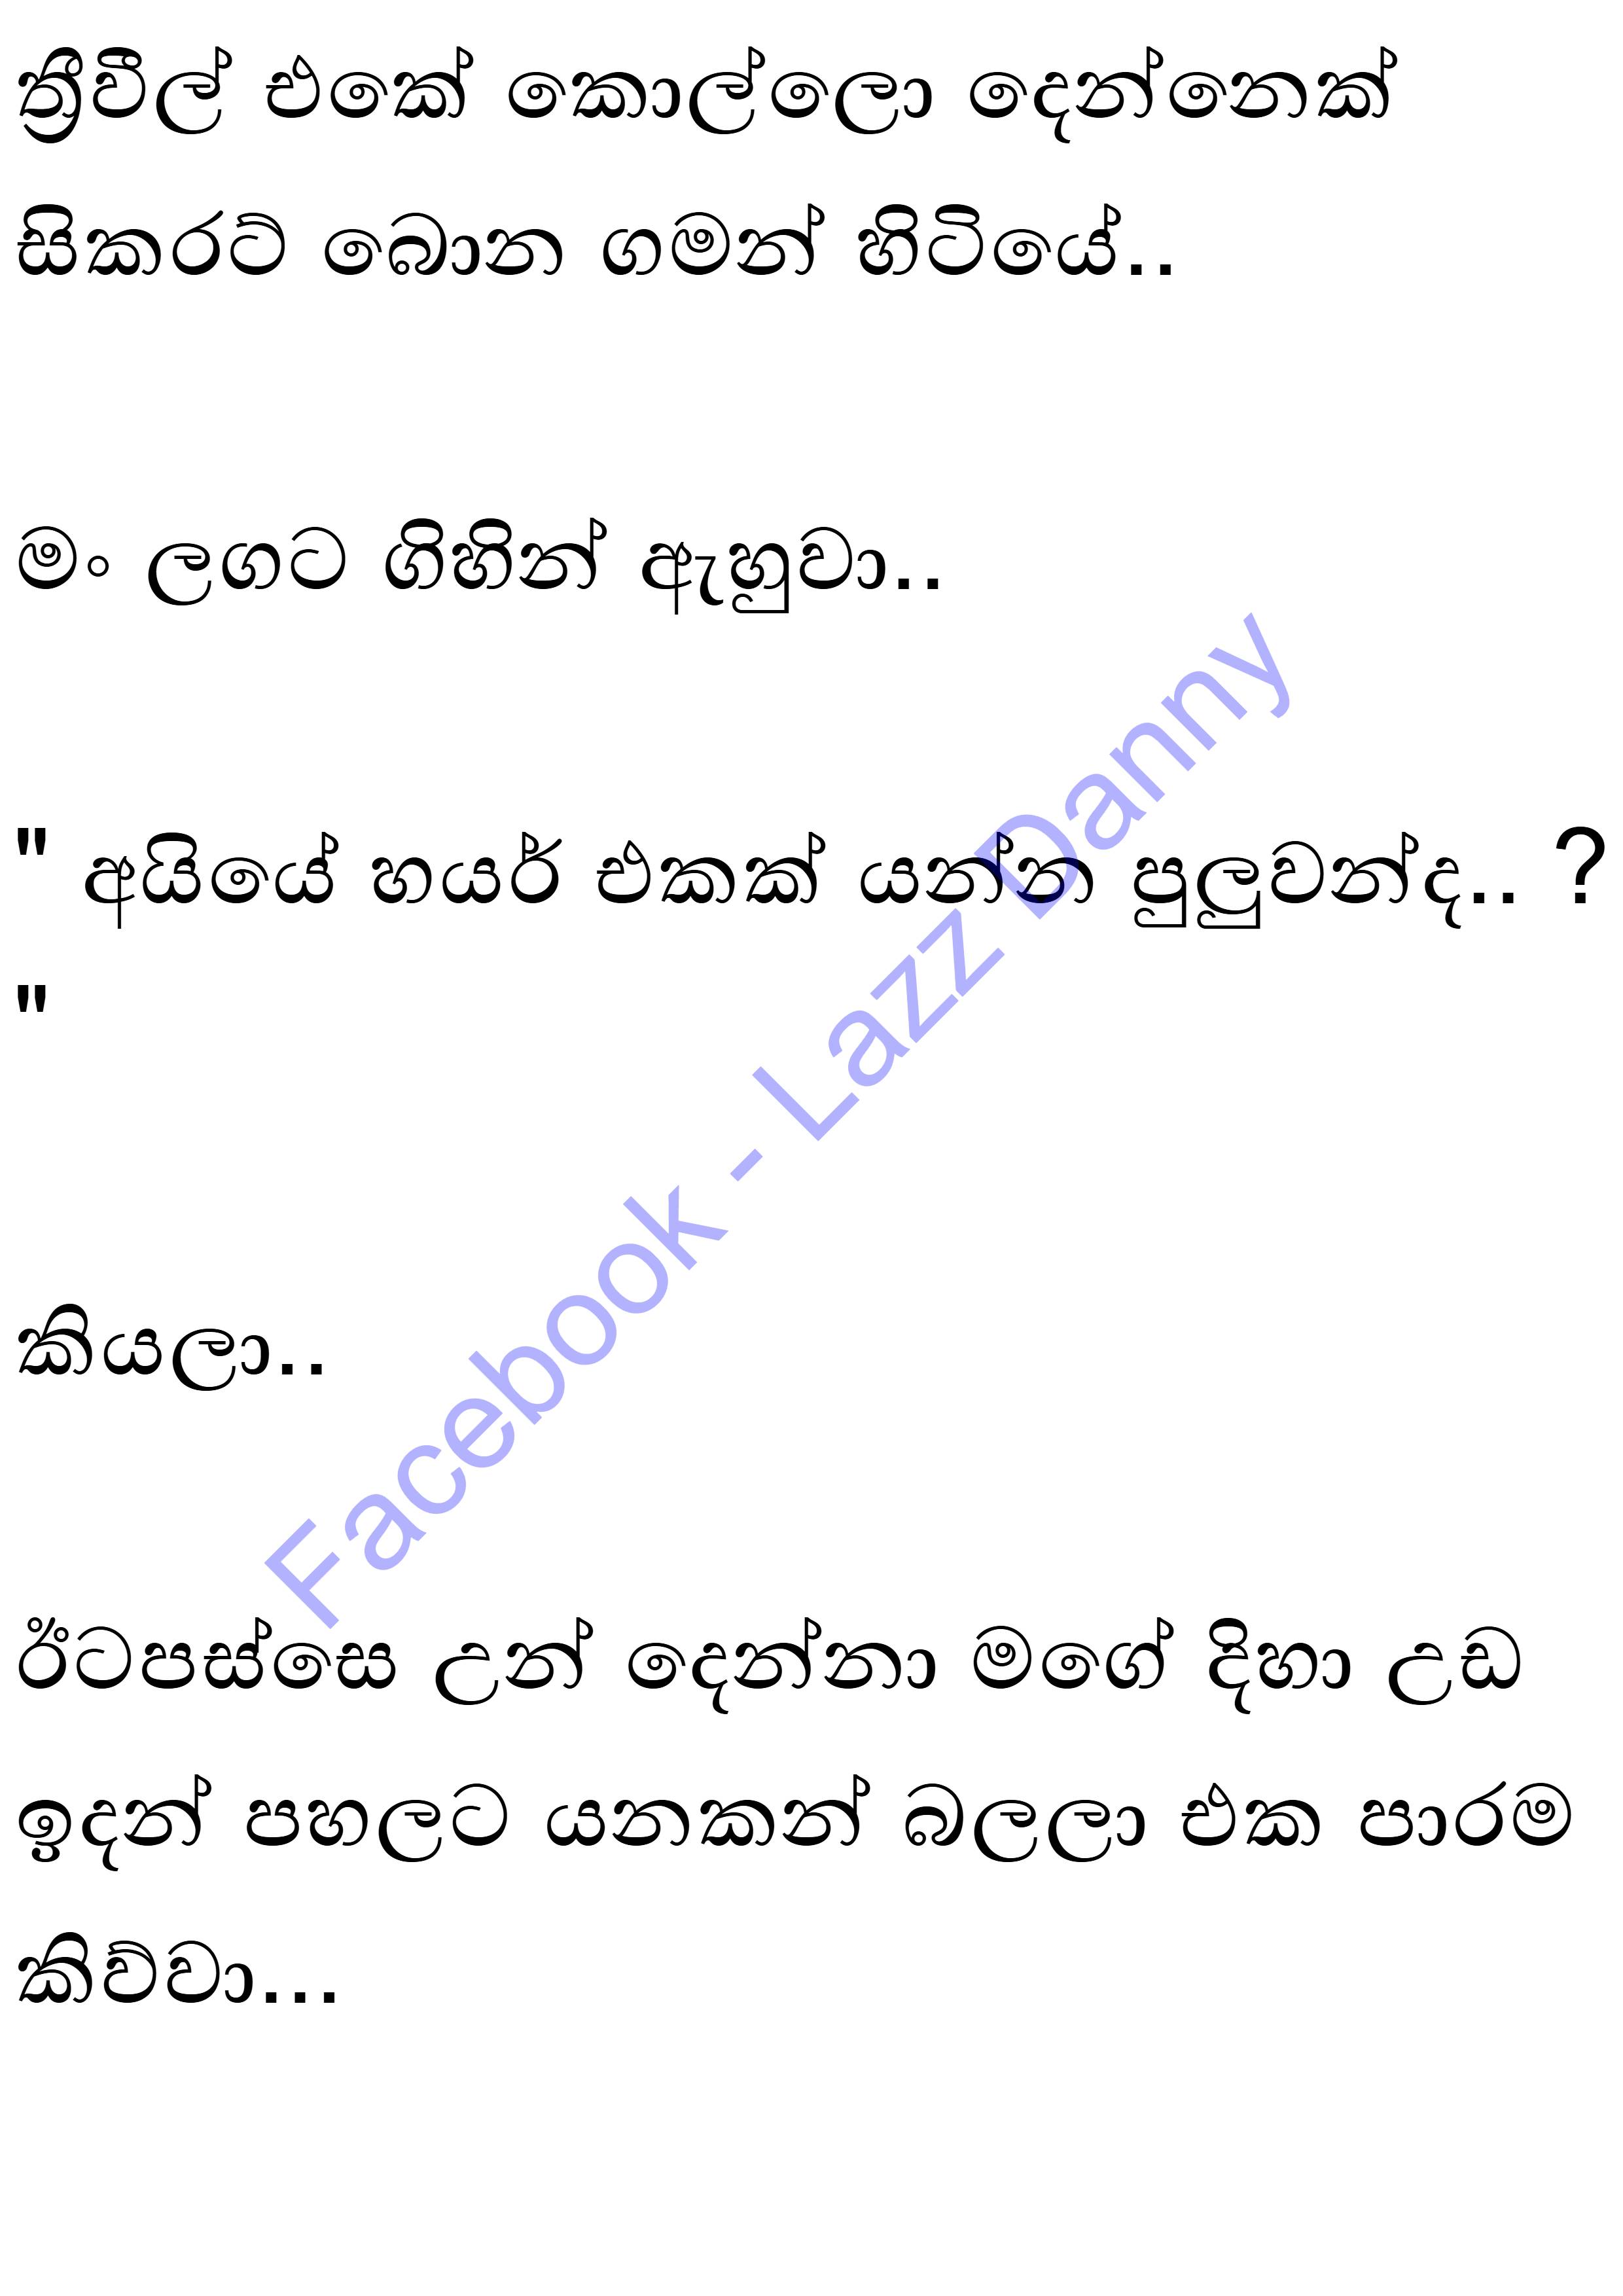 ත්‍රීවීල් එකේ කොල්ලො දෙන්නෙක්
සිකරට් බොන ගමන් හිටියේ..
මං ලගට ගිහින් ඇහුවා..
" අයියේ හයර් එකක් යන්න පුලුවන්ද.. ?
"
කියලා..
ඊටපස්සෙ උන් දෙන්නා මගේ දිහා උඩ
ඉදන් පහලට යනකන් බලලා එක පාරම
කිව්වා...
Facebook - Lazz Danny